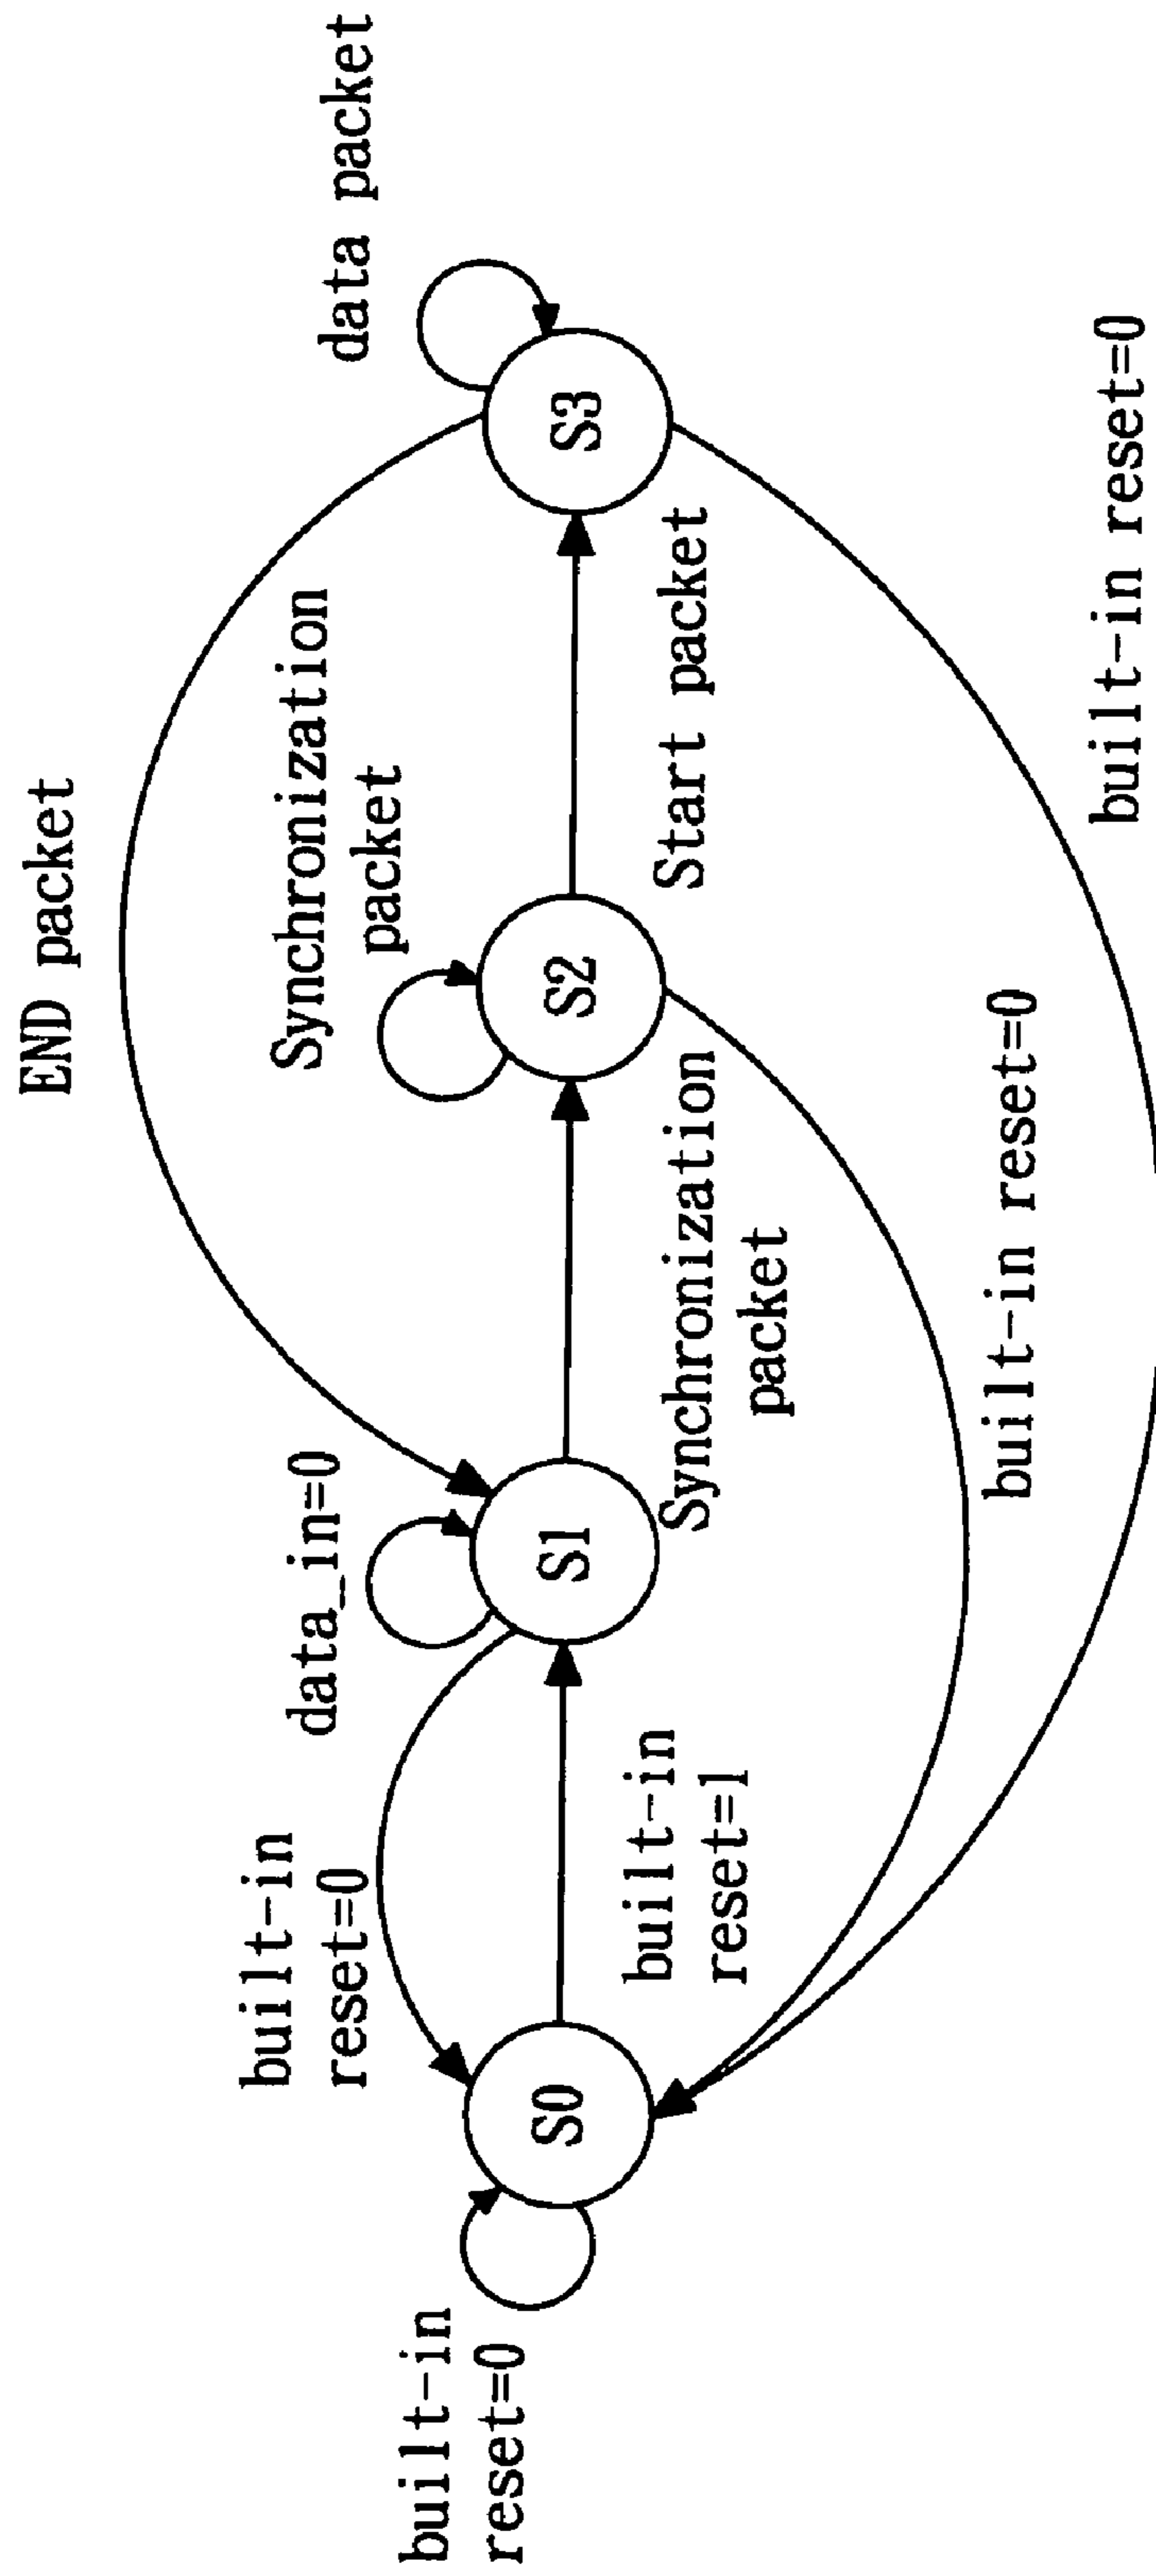 END packet
Synchronization
packet
data packet
data_in=0
built-in
reset=0
built-in
reset=0
S0
S1
S2
S3
built-in
reset=1
Synchronization
packet
Start packet
built-in reset=0
built-in reset=0